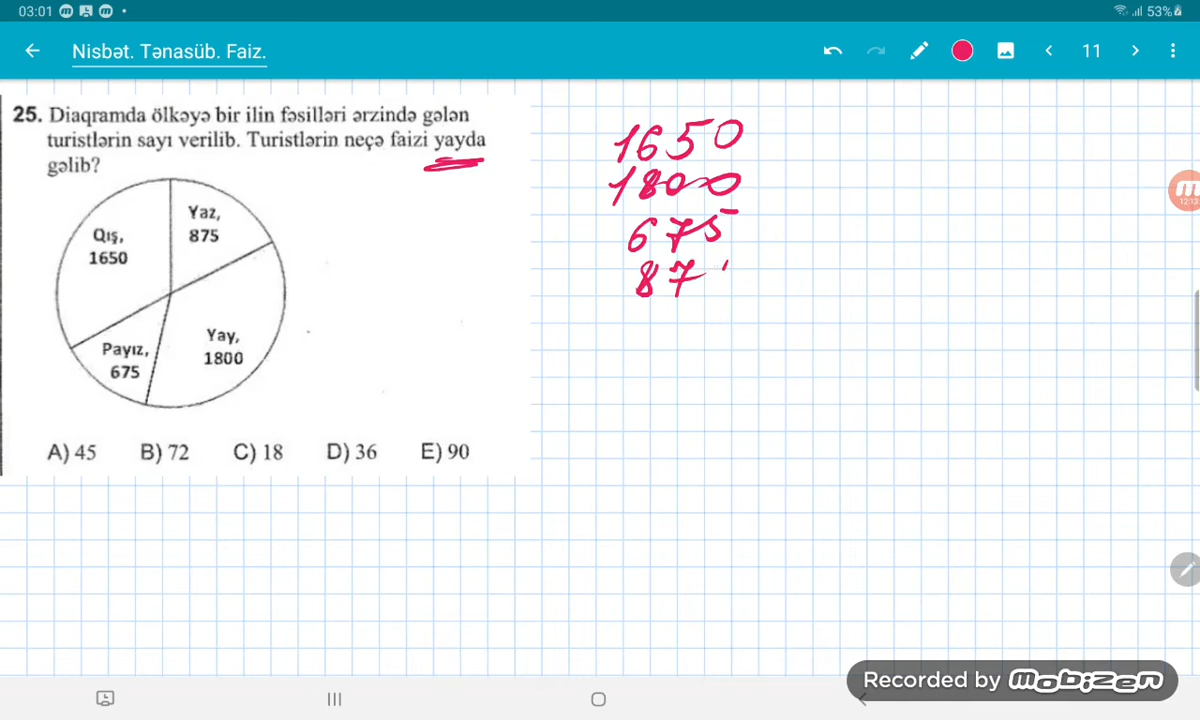 03:01
53%
Nisbət. Tənasüb. Faiz.
11
25. Diaqramda ölkəyə bir ilin fəsilləri ərzində gələn
turistlərin sayı verilib. Turistlərin neçə faizi yayda
gəlib?
Yaz,
875
Qış,
1650
Yay,
1800
Payız,
675
A) 45 B) 72 C) 18 D) 36 E) 90
1650
1800
675
87
12:13
Recorded by Mobizen